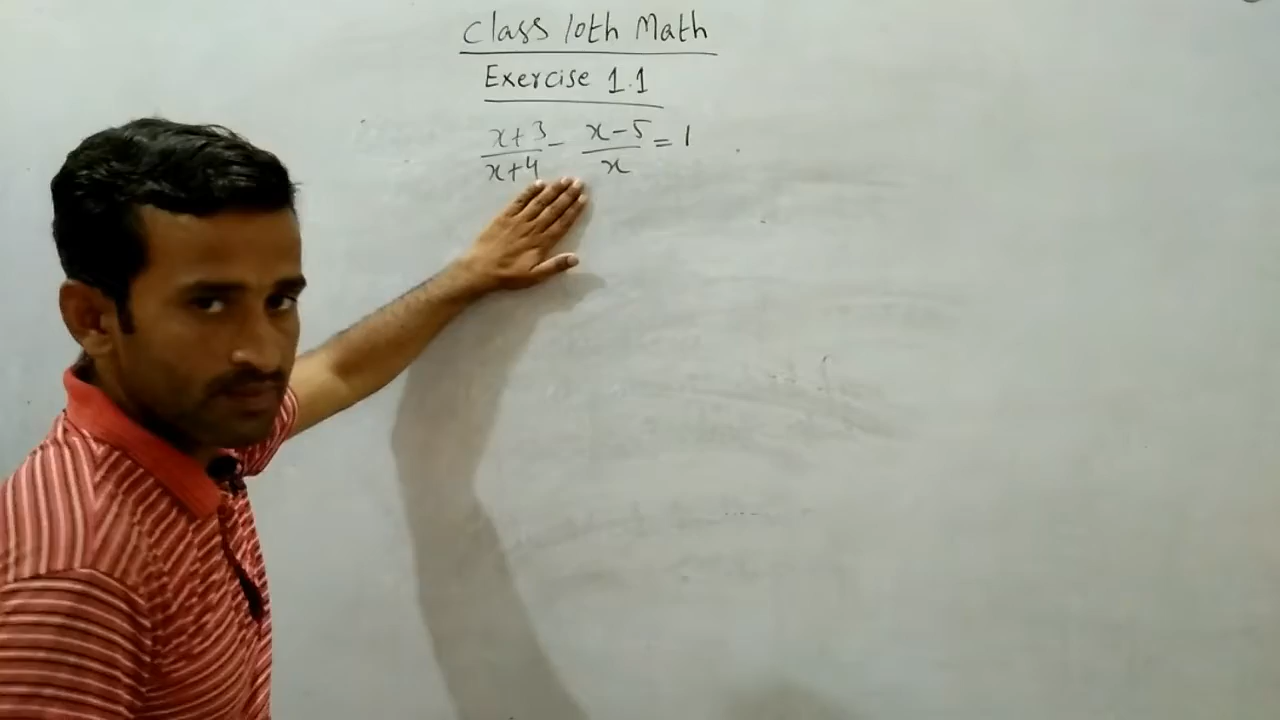 Class 10th Math
Exercise 1.1
x+3/x+4 - x-5/x = 1